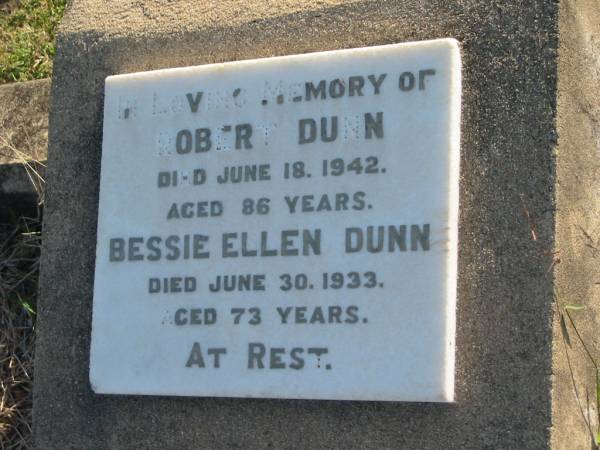 IN LOVING MEMORY OF
ROBERT DUNN
DIED JUNE 18. 1942.
AGED 86 YEARS.
BESSIE ELLEN DUNN
DIED JUNE 30. 1933.
AGED 73 YEARS.
AT REST.